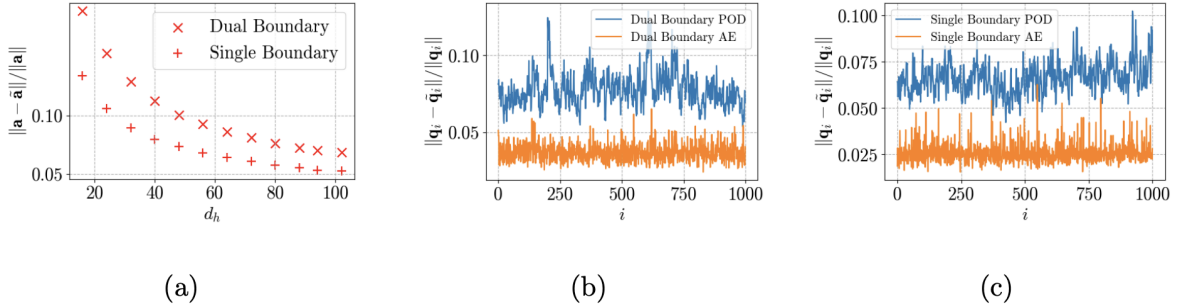 ‖a − ã‖/‖a‖
0.10
0.05
20 40 60 80 100
d_h
Dual Boundary
Single Boundary
(a)
‖q_i − q̃_i‖/‖q_i‖
0.10
0.05
0 250 500 750 1000
i
Dual Boundary POD
Dual Boundary AE
(b)
‖q_i − q̃_i‖/‖q_i‖
0.100
0.075
0.050
0.025
0 250 500 750 1000
i
Single Boundary POD
Single Boundary AE
(c)